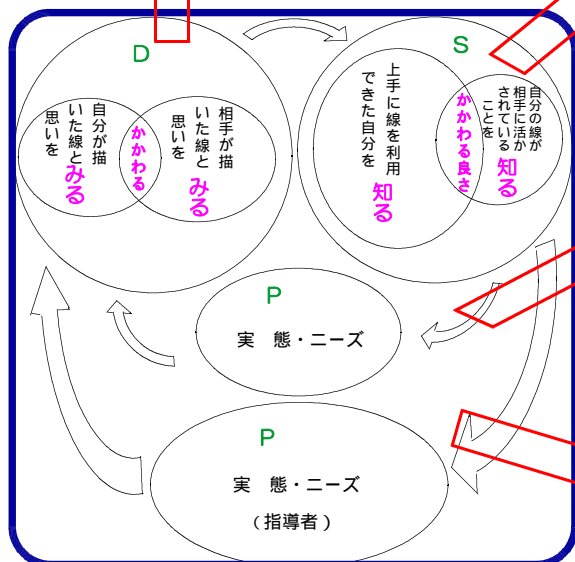 D
自分が描
いた線と
思いを
みる
かかわる
相手が描
いた線と
思いを
みる
S
上手に線を利用
できた自分を
知る
かかわる良さ
自分の線が
相手に活か
されている
ことを
知る
P
実　態・ニーズ
P
実　態・ニーズ
（指導者）